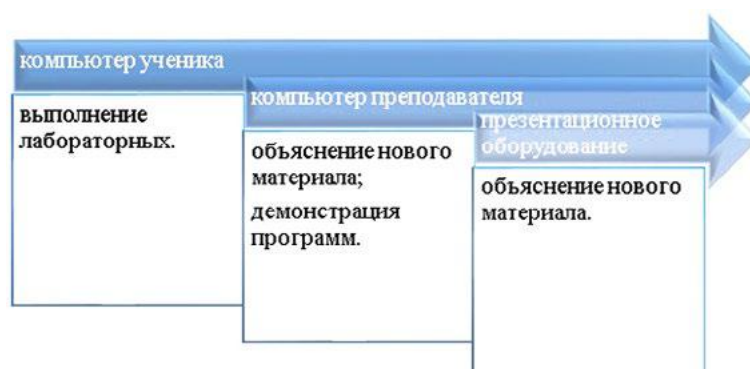 компьютер ученика
выполнение
лабораторных.
компьютер преподавателя
объяснение нового
материала;
демонстрация
программ.
презентационное
оборудование
объяснение нового
материала.